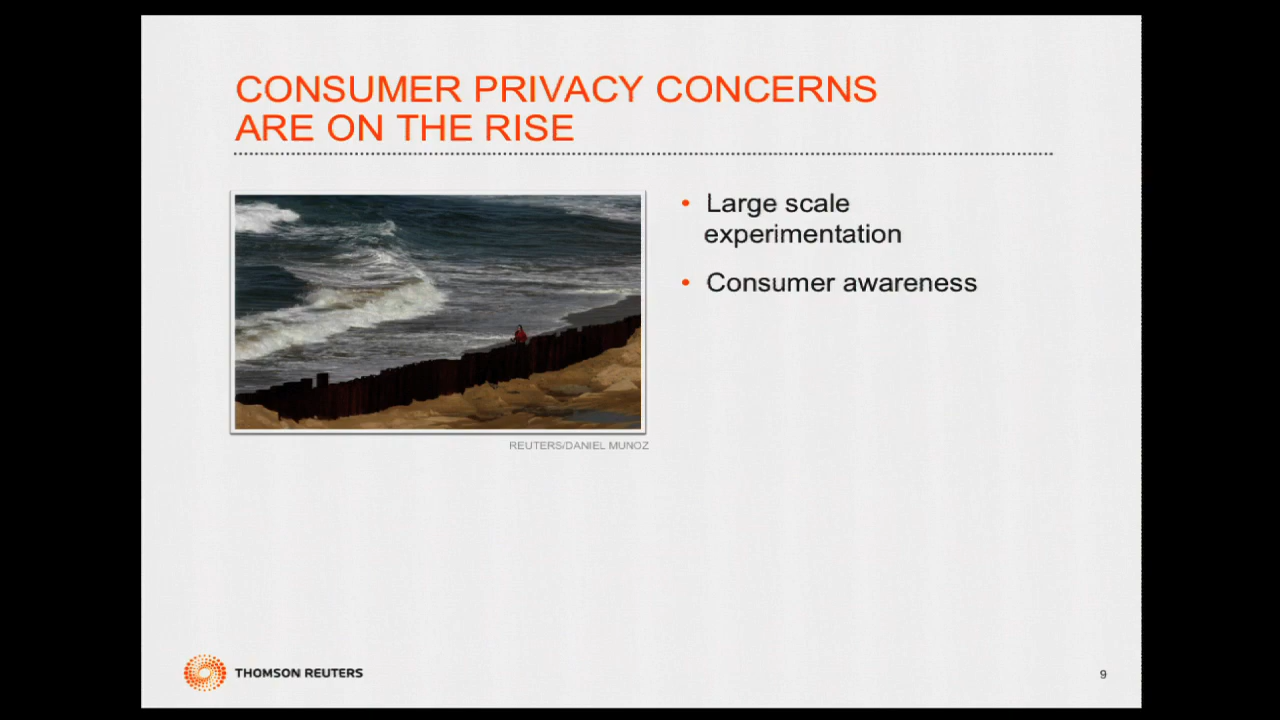 CONSUMER PRIVACY CONCERNS
ARE ON THE RISE
• Large scale
experimentation
• Consumer awareness
REUTERS/DANIEL MUNOZ
THOMSON REUTERS
9